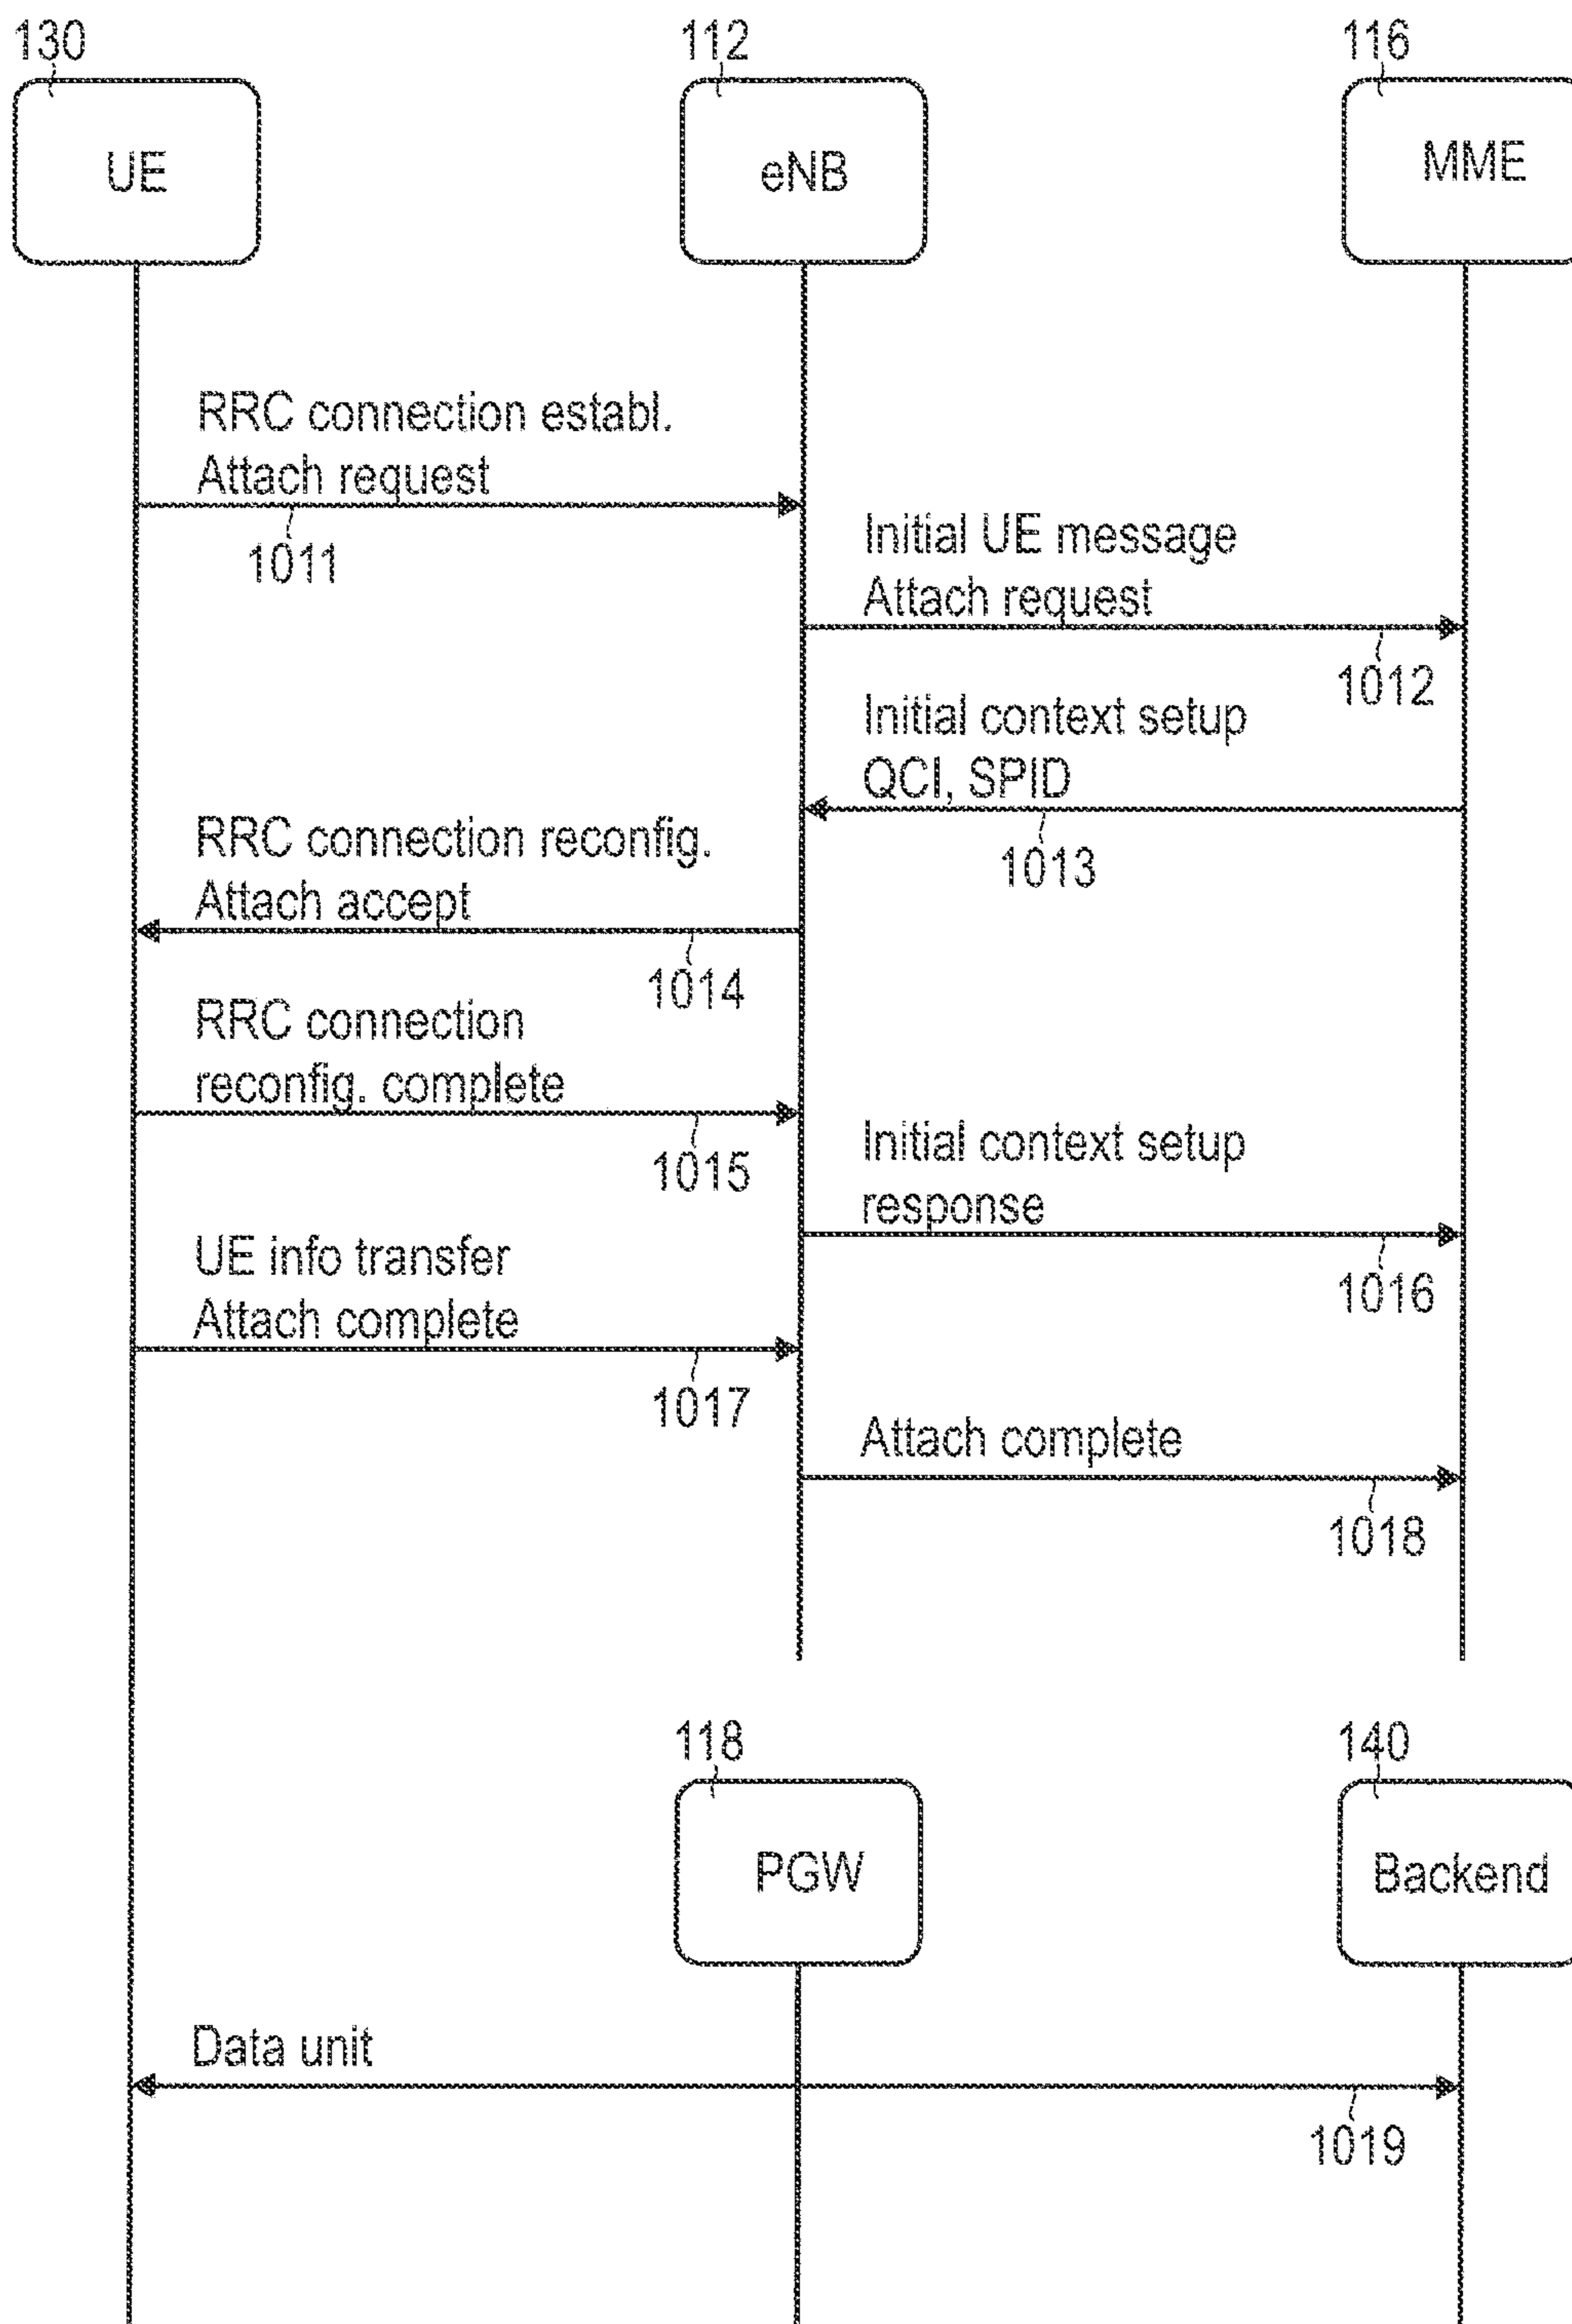 130
112
116
UE
eNB
MME
RRC connection establ.
Attach request
1011
Initial UE message
Attach request
1012
Initial context setup
QCI, SPID
1013
RRC connection reconfig.
Attach accept
1014
RRC connection
reconfig. complete
1015
Initial context setup
response
1016
UE info transfer
Attach complete
1017
Attach complete
1018
118
140
PGW
Backend
Data unit
1019